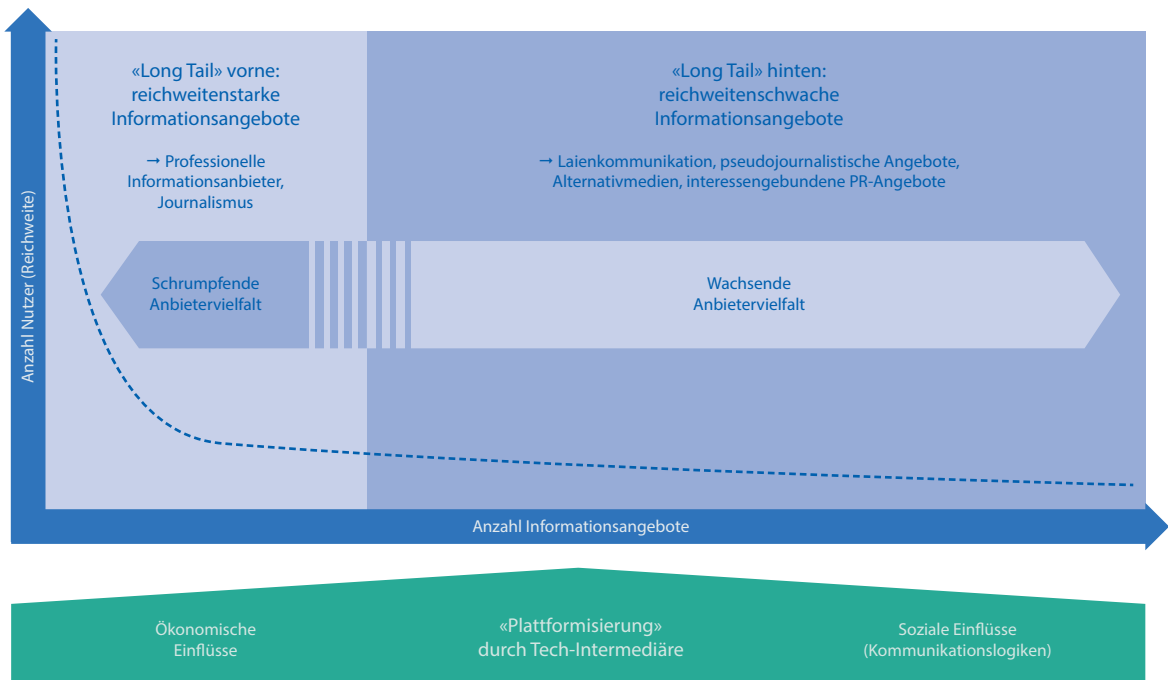 «Long Tail» vorne:
reichweitenstarke
Informationsangebote
→ Professionelle
Informationsanbieter,
Journalismus
«Long Tail» hinten:
reichweitenschwache
Informationsangebote
→ Laienkommunikation, pseudojournalistische Angebote,
Alternativmedien, interessengebundene PR-Angebote
Anzahl Nutzer (Reichweite)
Schrumpfende
Anbietervielfalt
Wachsende
Anbietervielfalt
Anzahl Informationsangebote
Ökonomische
Einflüsse
«Plattformisierung»
durch Tech-Intermediäre
Soziale Einflüsse
(Kommunikationslogiken)